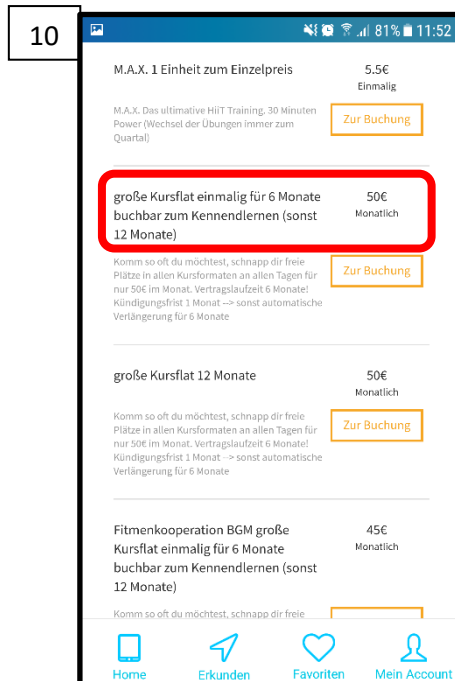 10
81% 11:52
M.A.X. 1 Einheit zum Einzelpreis 5.5€
Einmalig
M.A.X. Das ultimative HiiT Training. 30 Minuten
Power (Wechsel der Übungen immer zum
Quartal)
Zur Buchung
große Kursflat einmalig für 6 Monate
buchbar zum Kennendlernen (sonst
12 Monate)
50€
Monatlich
Komm so oft du möchtest, schnapp dir freie
Plätze in allen Kursformaten an allen Tagen für
nur 50€ im Monat. Vertragslaufzeit 6 Monate!
Kündigungsfrist 1 Monat --> sonst automatische
Verlängerung für 6 Monate
Zur Buchung
große Kursflat 12 Monate 50€
Monatlich
Komm so oft du möchtest, schnapp dir freie
Plätze in allen Kursformaten an allen Tagen für
nur 50€ im Monat. Vertragslaufzeit 6 Monate!
Kündigungsfrist 1 Monat --> sonst automatische
Verlängerung für 6 Monate
Zur Buchung
Fitmenkooperation BGM große
Kursflat einmalig für 6 Monate
buchbar zum Kennendlernen (sonst
12 Monate)
45€
Monatlich
Komm so oft du möchtest, schnapp dir freie
Home Erkunden Favoriten Mein Account